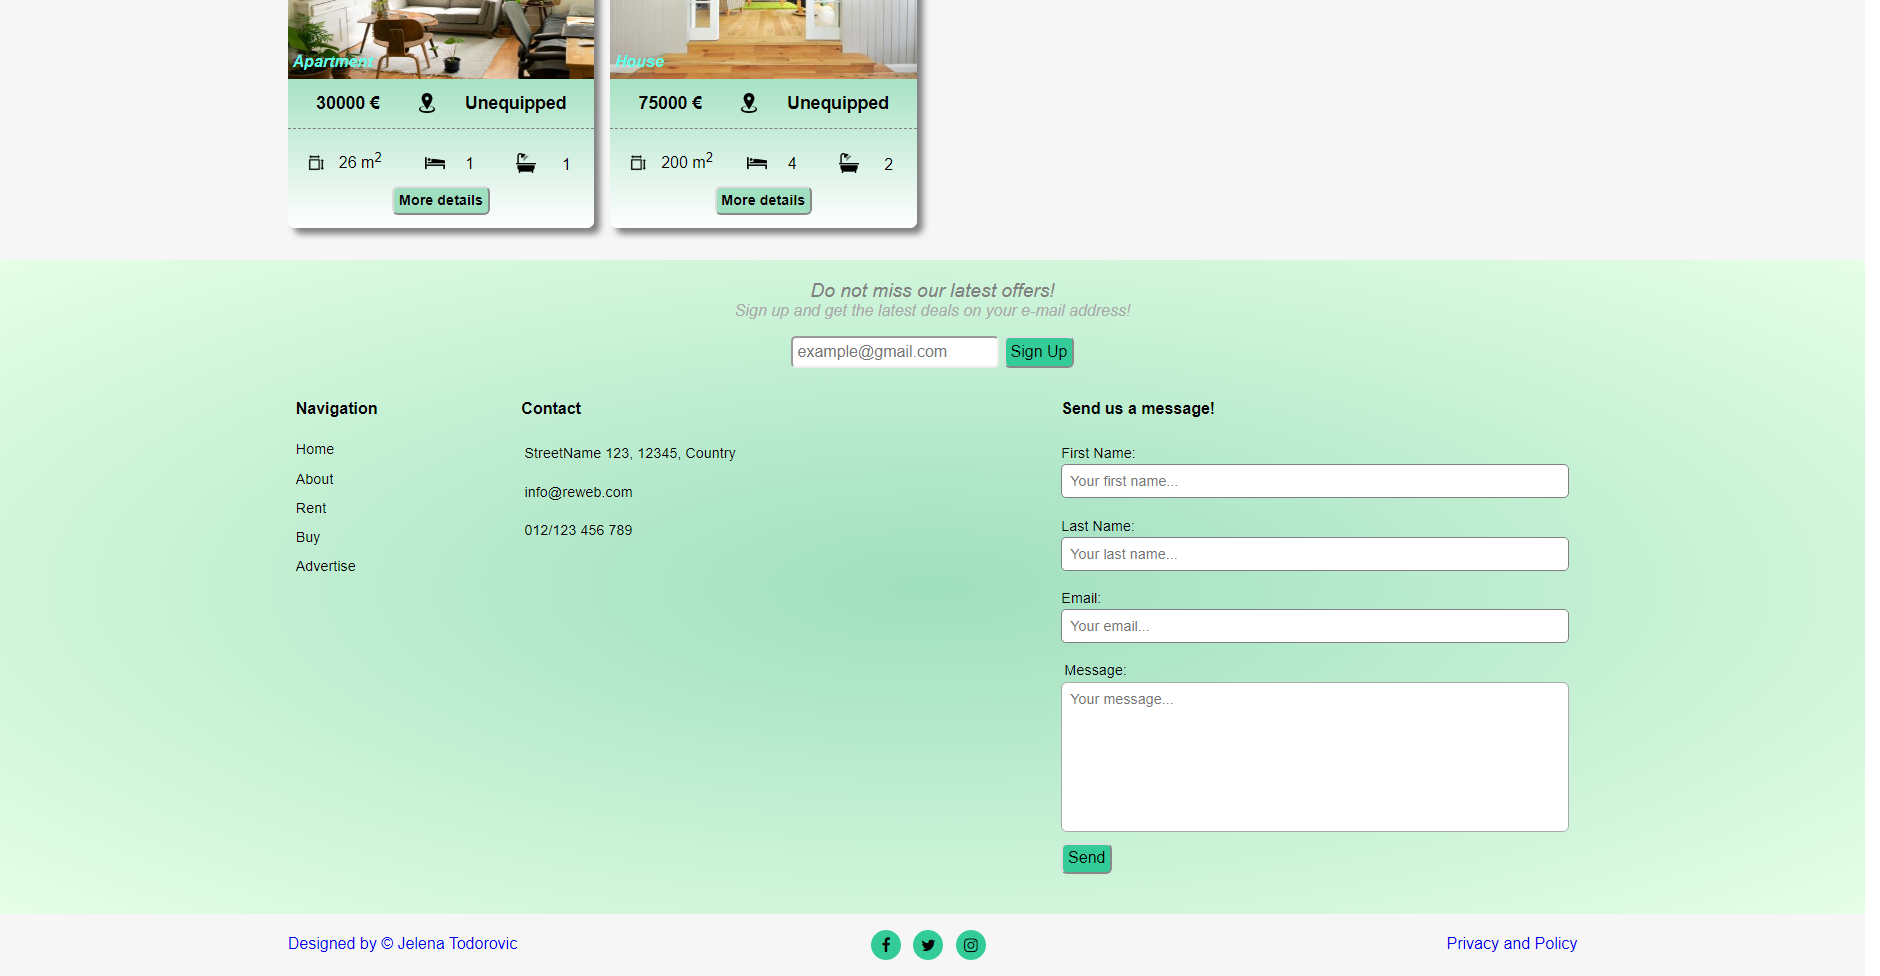 Apartment
House
30000 € Unequipped
75000 € Unequipped
26 m² 1 1
200 m² 4 2
More details
More details
Do not miss our latest offers!
Sign up and get the latest deals on your e-mail address!
example@gmail.com Sign Up
Navigation
Home
About
Rent
Buy
Advertise
Contact
StreetName 123, 12345, Country
info@reweb.com
012/123 456 789
Send us a message!
First Name:
Your first name...
Last Name:
Your last name...
Email:
Your email...
Message:
Your message...
Send
Designed by © Jelena Todorovic
Privacy and Policy